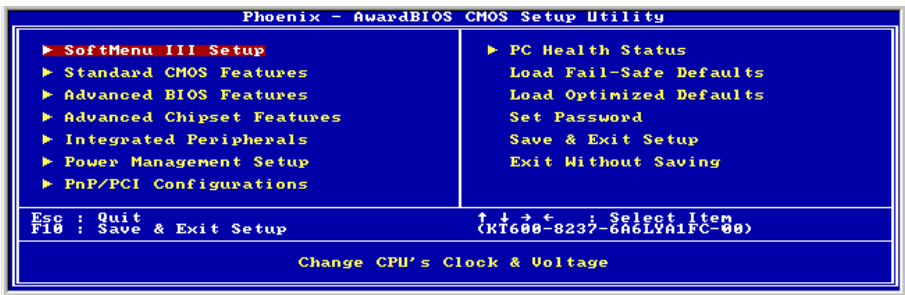 Phoenix - AwardBIOS CMOS Setup Utility
► SoftMenu III Setup
► Standard CMOS Features
► Advanced BIOS Features
► Advanced Chipset Features
► Integrated Peripherals
► Power Management Setup
► PnP/PCI Configurations
► PC Health Status
Load Fail-Safe Defaults
Load Optimized Defaults
Set Password
Save & Exit Setup
Exit Without Saving
Esc : Quit
F10 : Save & Exit Setup
↑ ↓ → ← : Select Item
(KT600-8237-6A6LYA1FC-00)
Change CPU's Clock & Voltage